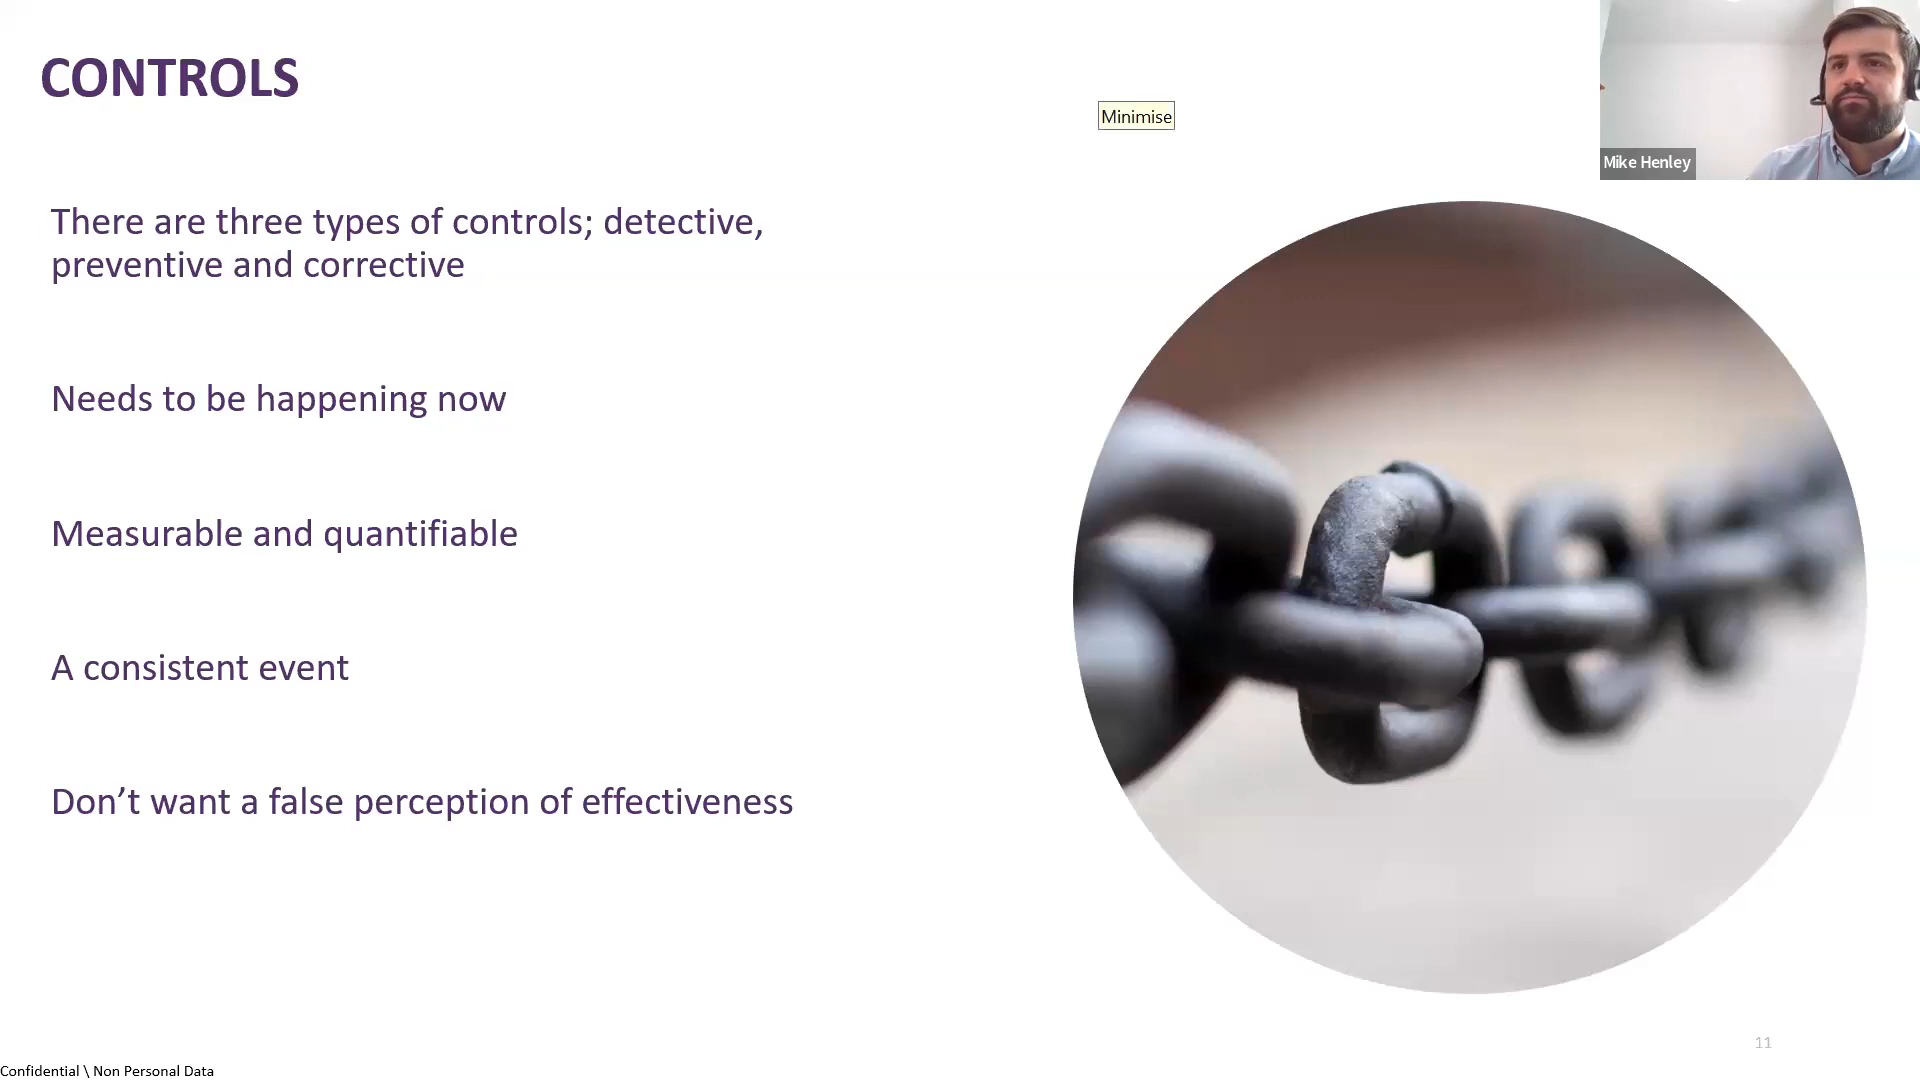 CONTROLS
Minimise
Mike Henley
There are three types of controls; detective,
preventive and corrective
Needs to be happening now
Measurable and quantifiable
A consistent event
Don’t want a false perception of effectiveness
11
Confidential \ Non Personal Data